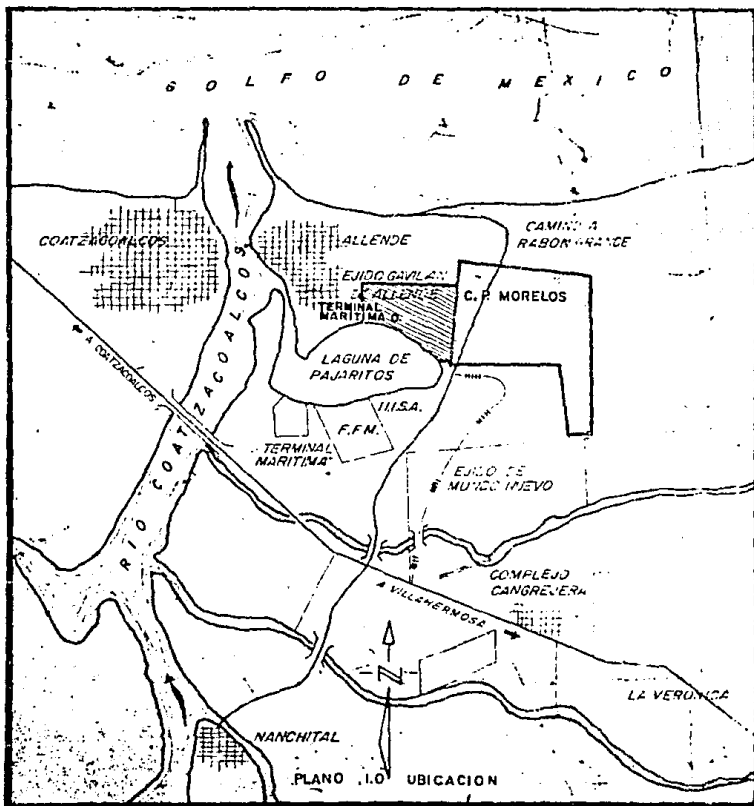 GOLFO DE MEXICO
COATZACOALCOS
ALLENDE
CAMINO A
RABON GRANDE
EJIDO GAVILAN
DE ALLENDE
C. P. MORELOS
TERMINAL
MARITIMA
LAGUNA DE
PAJARITOS
A COATZACOALCOS
RIO COATZACOALCOS
F.F.M.
TERMINAL
MARITIMA
EJIDO DE
MUNDO NUEVO
COMPLEJO
CANGREJERA
A VILLAHERMOSA
N
LA VERONICA
NANCHITAL
PLANO 1.0 UBICACION